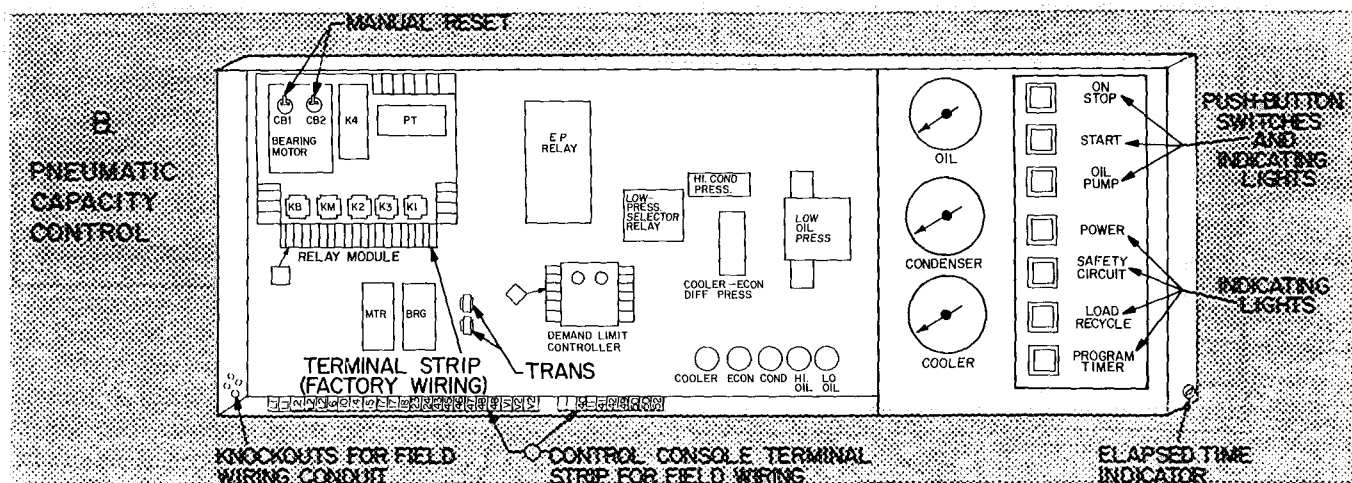 MANUAL RESET
B.
PNEUMATIC
CAPACITY
CONTROL
CB1
CB2
BEARING
MOTOR
K4
PT
KB
KM
K2
K3
K1
RELAY MODULE
MTR
BRG
TERMINAL STRIP
(FACTORY WIRING)
TRANS
EP
RELAY
LOW-
PRESS.
SELECTOR
RELAY
HI. COND
PRESS.
COOLER-ECON
DIFF PRESS
LOW
OIL
PRESS
DEMAND LIMIT
CONTROLLER
COOLER
ECON
COND
HI.
OIL
LO
OIL
OIL
CONDENSER
COOLER
ON
STOP
START
OIL
PUMP
POWER
SAFETY
CIRCUIT
LOAD
RECYCLE
PROGRAM
TIMER
PUSH-BUTTON
SWITCHES
AND
INDICATING
LIGHTS
INDICATING
LIGHTS
KNOCKOUTS FOR FIELD
WIRING CONDUIT
CONTROL CONSOLE TERMINAL
STRIP FOR FIELD WIRING
ELAPSED TIME
INDICATOR